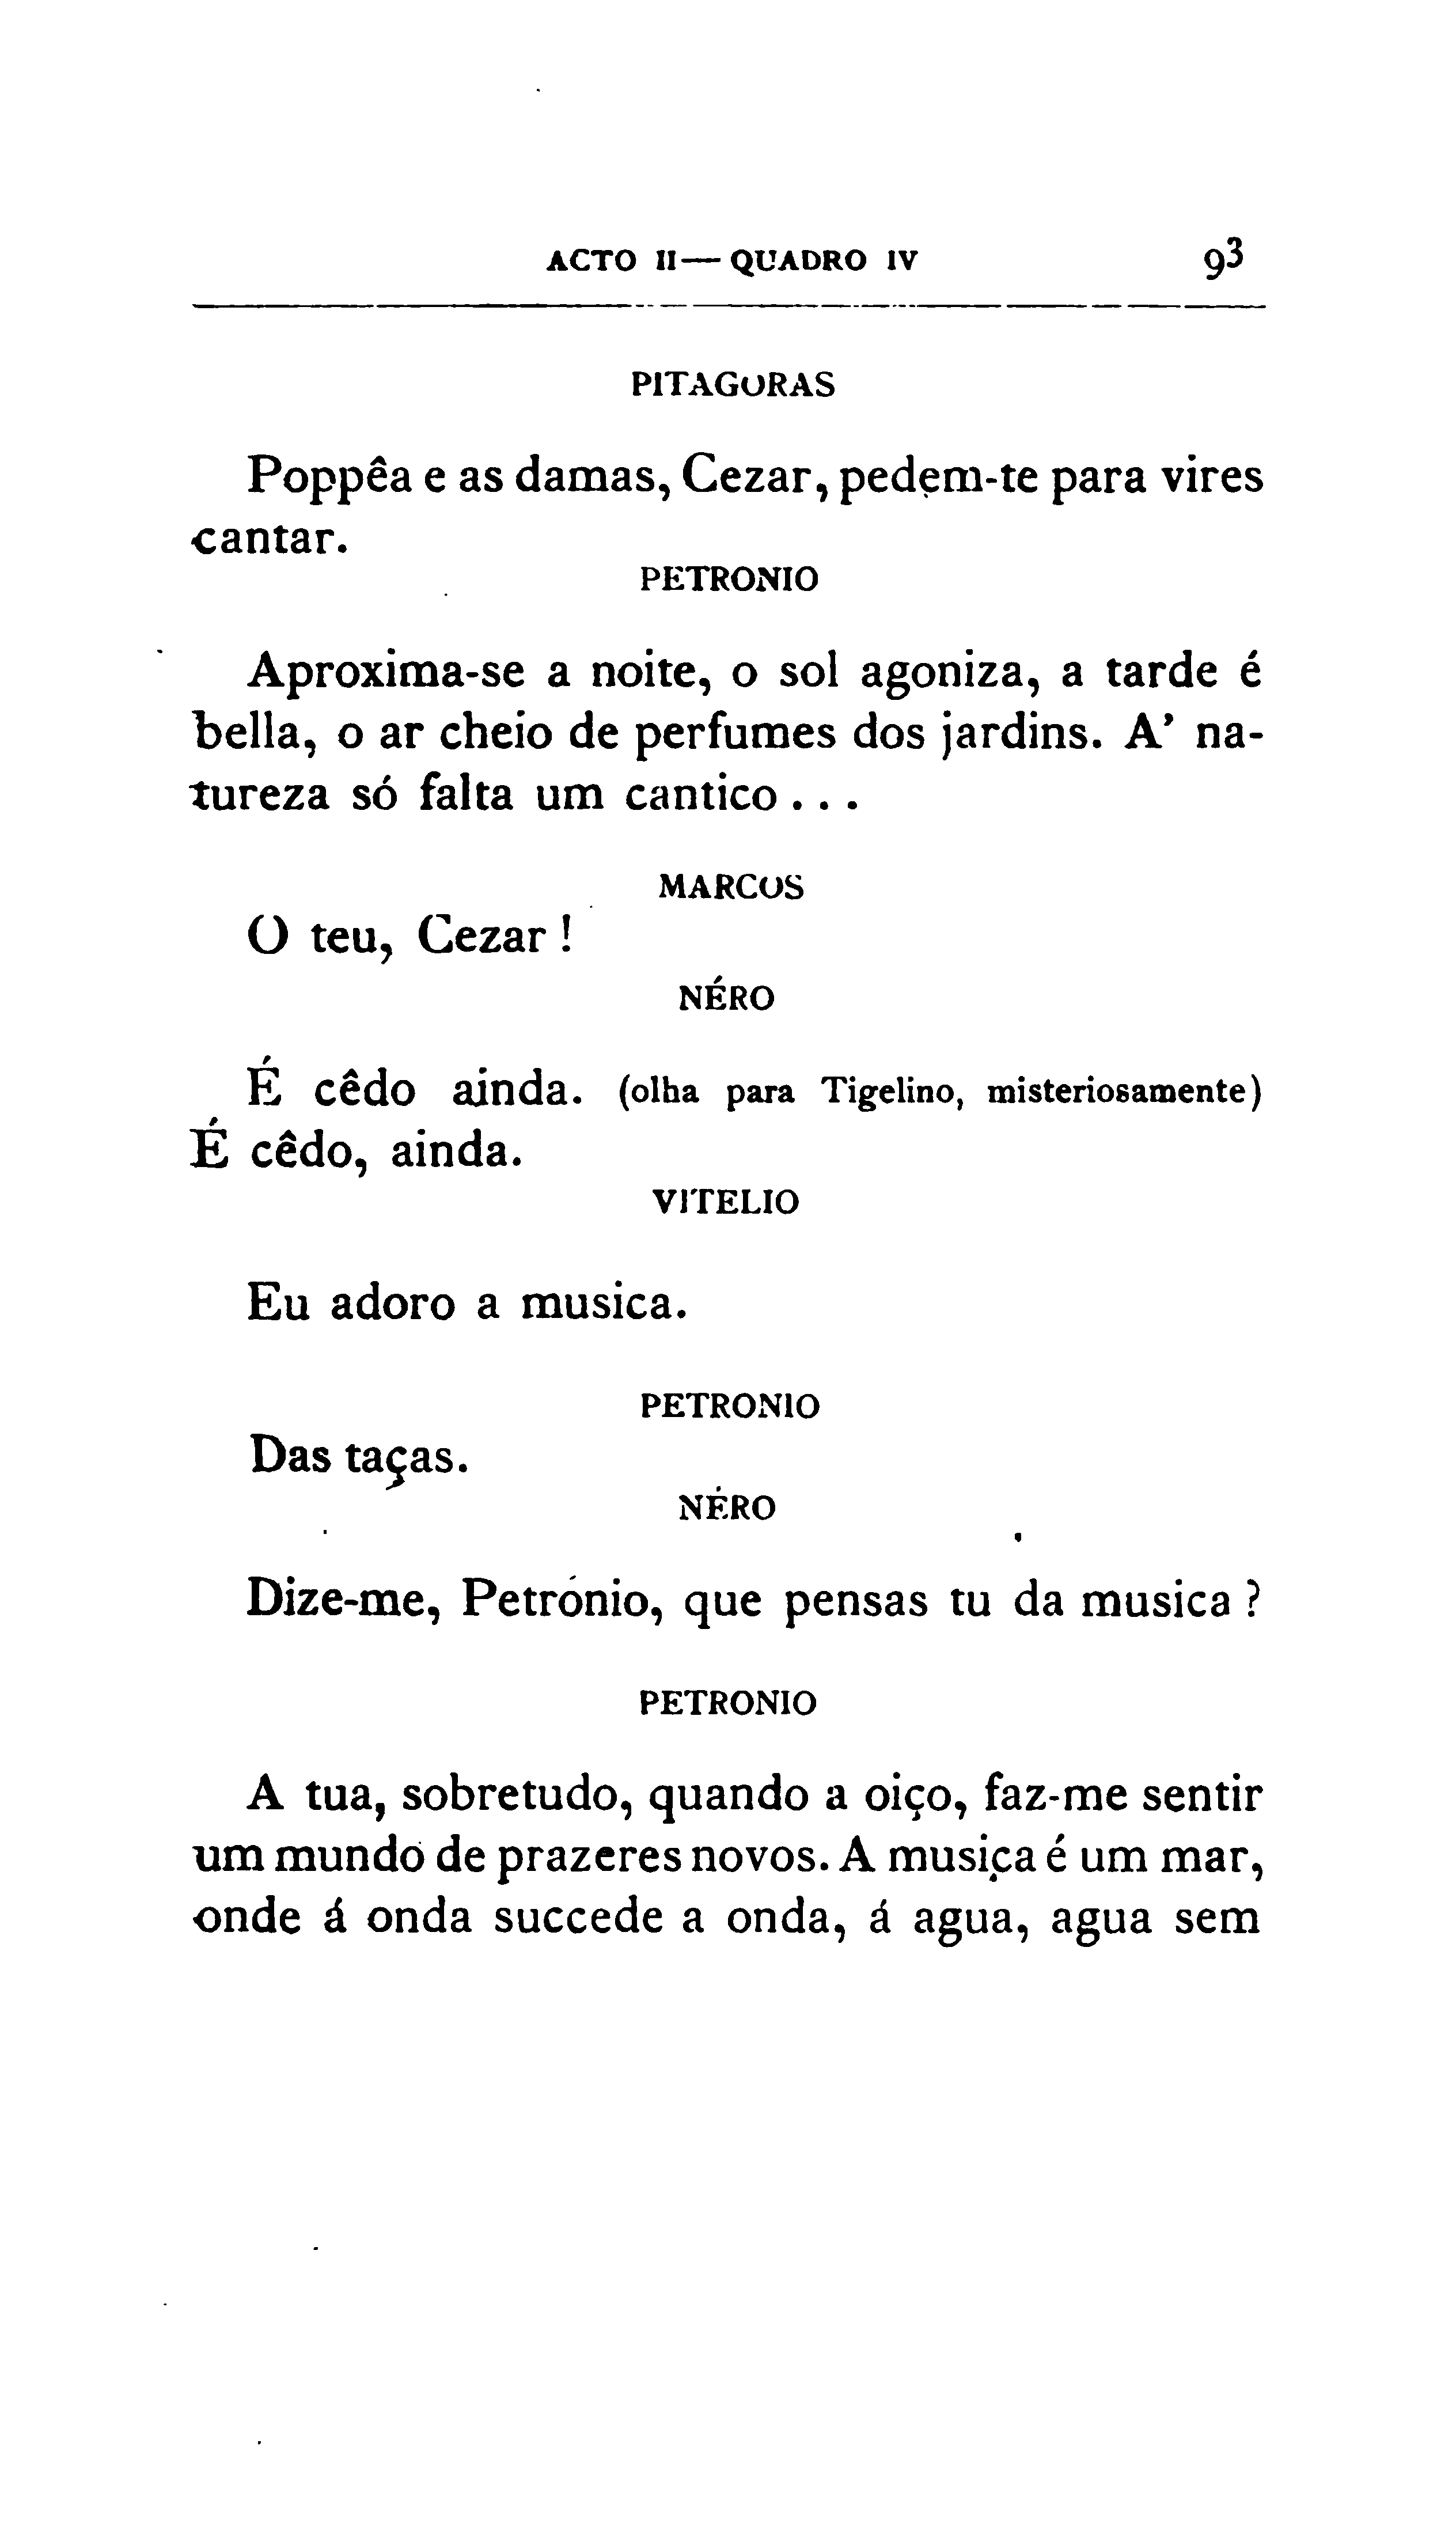 ACTO II — QUADRO IV 93
PITAGORAS
Poppêa e as damas, Cezar, pedem-te para vires
cantar.
PETRONIO
Aproxima-se a noite, o sol agoniza, a tarde é
bella, o ar cheio de perfumes dos jardins. A' na-
tureza só falta um cantico . . .
MARCOS
O teu, Cezar !
NÉRO
É cêdo ainda. (olha para Tigelino, misteriosamente)
É cêdo, ainda.
VITELIO
Eu adoro a musica.
PETRONIO
Das taças.
NÉRO
Dize-me, Petrónio, que pensas tu da musica ?
PETRONIO
A tua, sobretudo, quando a oiço, faz-me sentir
um mundo de prazeres novos. A musica é um mar,
onde á onda succede a onda, á agua, agua sem